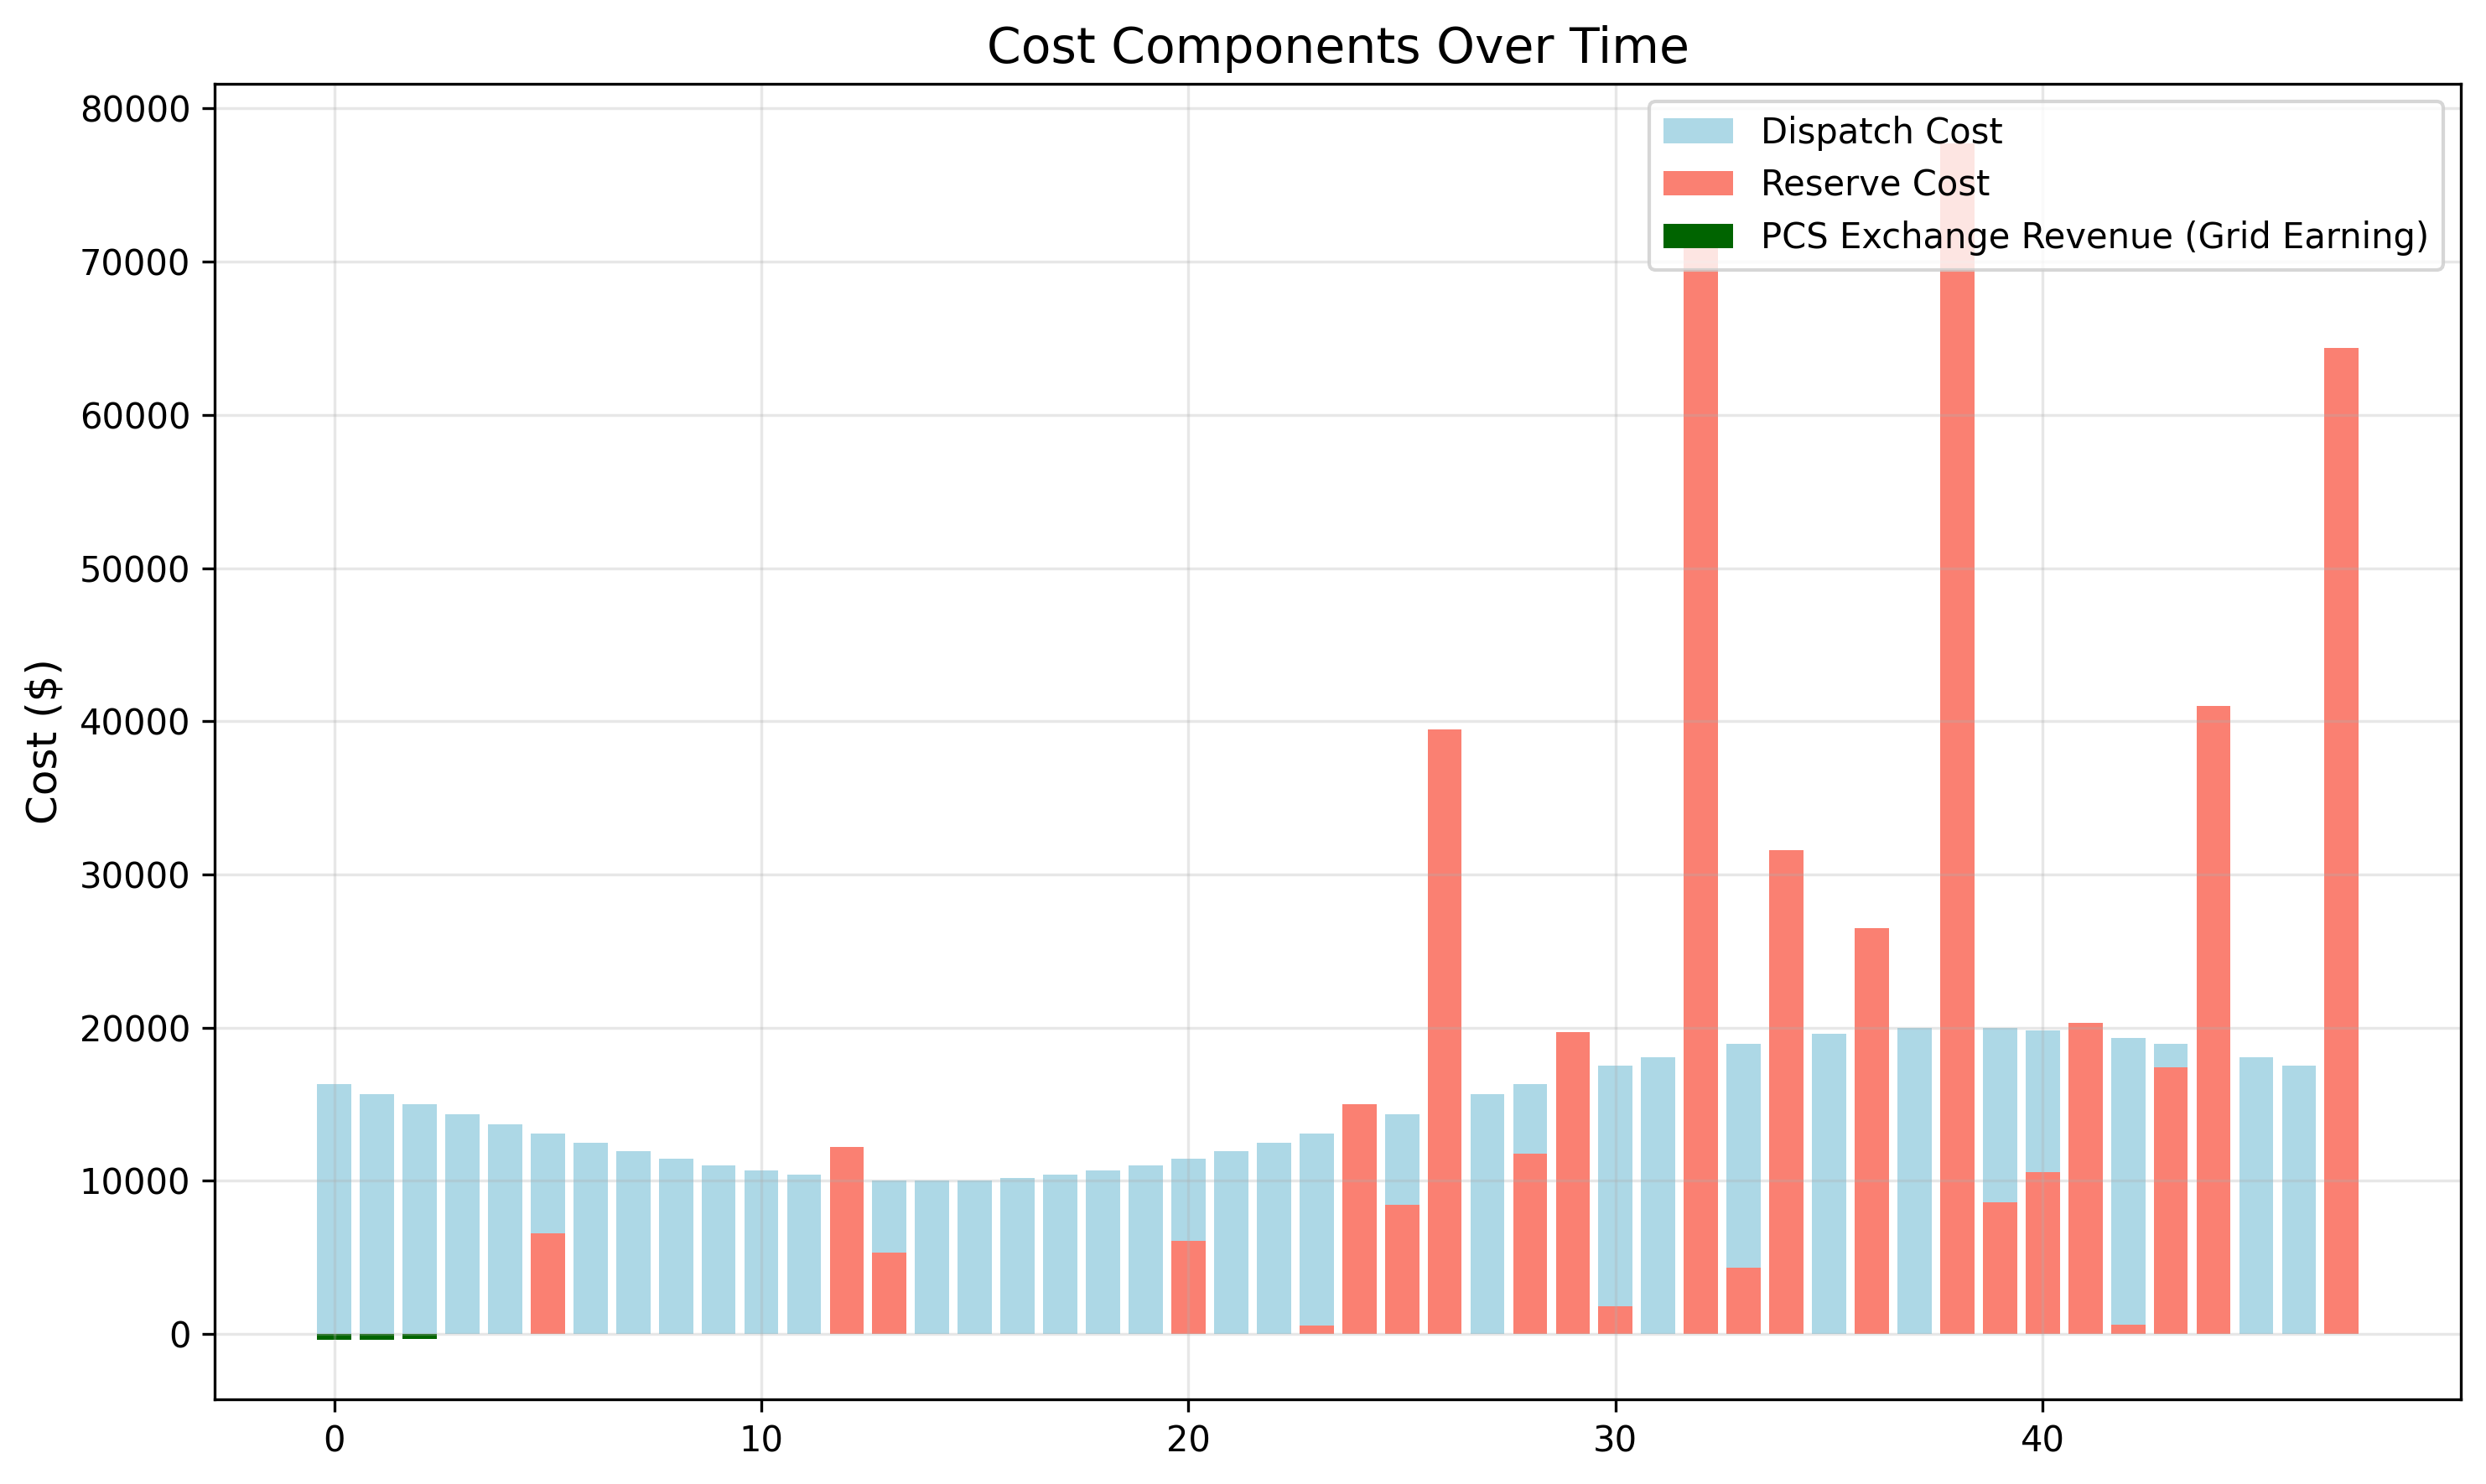 Cost Components Over Time
80000
70000
60000
50000
40000
30000
20000
10000
0
Cost ($)
Dispatch Cost
Reserve Cost
PCS Exchange Revenue (Grid Earning)
0 10 20 30 40